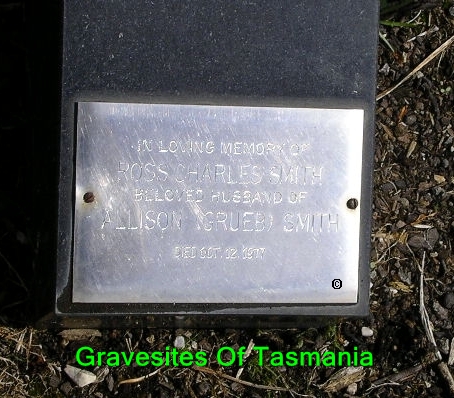 IN LOVING MEMORY OF
ROSS CHARLES SMITH
BELOVED HUSBAND OF
ALLISON (GRUEB) SMITH
DIED OCT. 12. 1977
©
Gravesites Of Tasmania